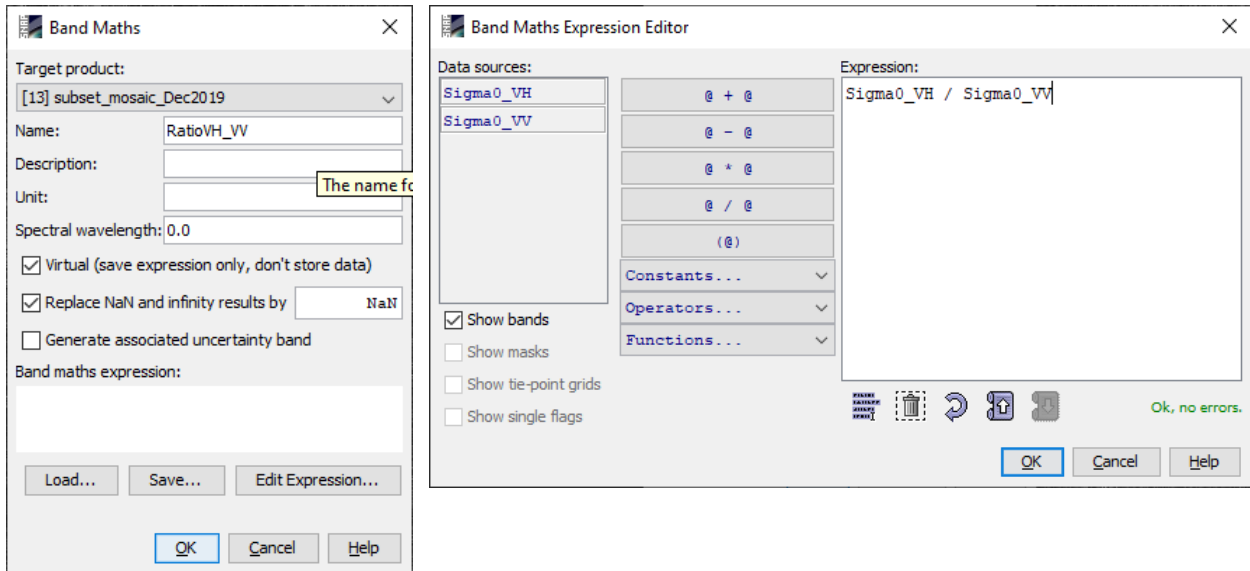 Band Maths
Target product:
[13] subset_mosaic_Dec2019
Name: RatioVH_VV
Description:
The name fo
Unit:
Spectral wavelength: 0.0
Virtual (save expression only, don't store data)
Replace NaN and infinity results by NaN
Generate associated uncertainty band
Band maths expression:
Load... Save... Edit Expression...
OK Cancel Help
Band Maths Expression Editor
Data sources:
Sigma0_VH
Sigma0_VV
Show bands
Show masks
Show tie-point grids
Show single flags
@ + @
@ - @
@ * @
@ / @
(@)
Constants...
Operators...
Functions...
Expression:
Sigma0_VH / Sigma0_VV
Ok, no errors.
OK Cancel Help